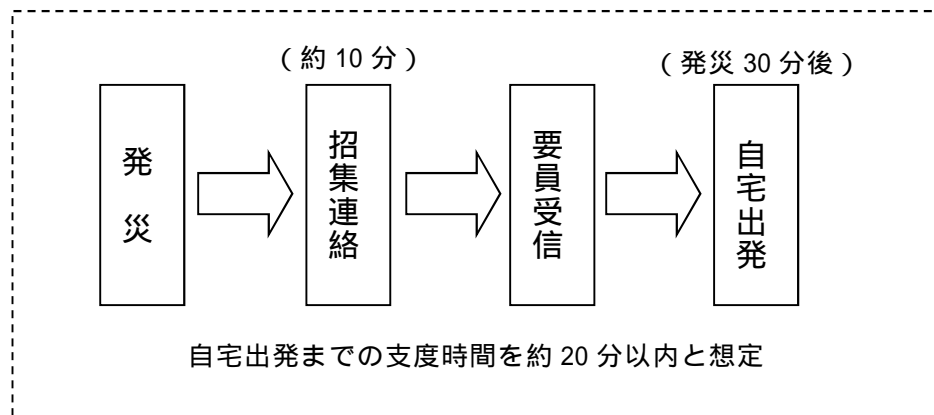 （約 10 分）
（発災 30 分後）
発災
招集連絡
要員受信
自宅出発
自宅出発までの支度時間を約 20 分以内と想定